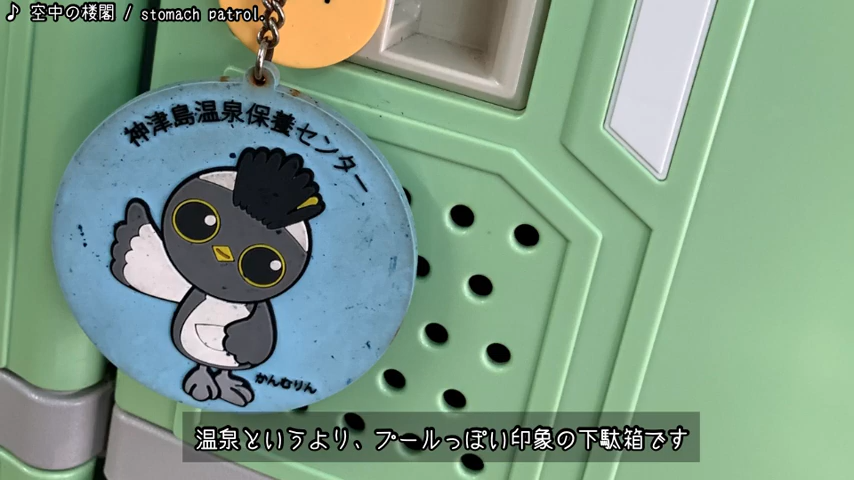 ♪ 空中の楼閣 / stomach patrol.
神津島温泉保養センター
かんむりん
温泉というより、プールっぽい印象の下駄箱です